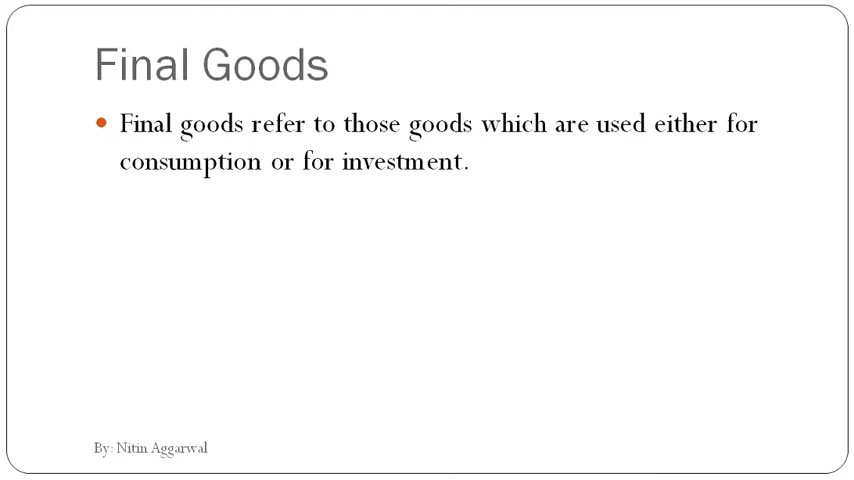 Final Goods
• Final goods refer to those goods which are used either for
consumption or for investment.
By: Nitin Aggarwal